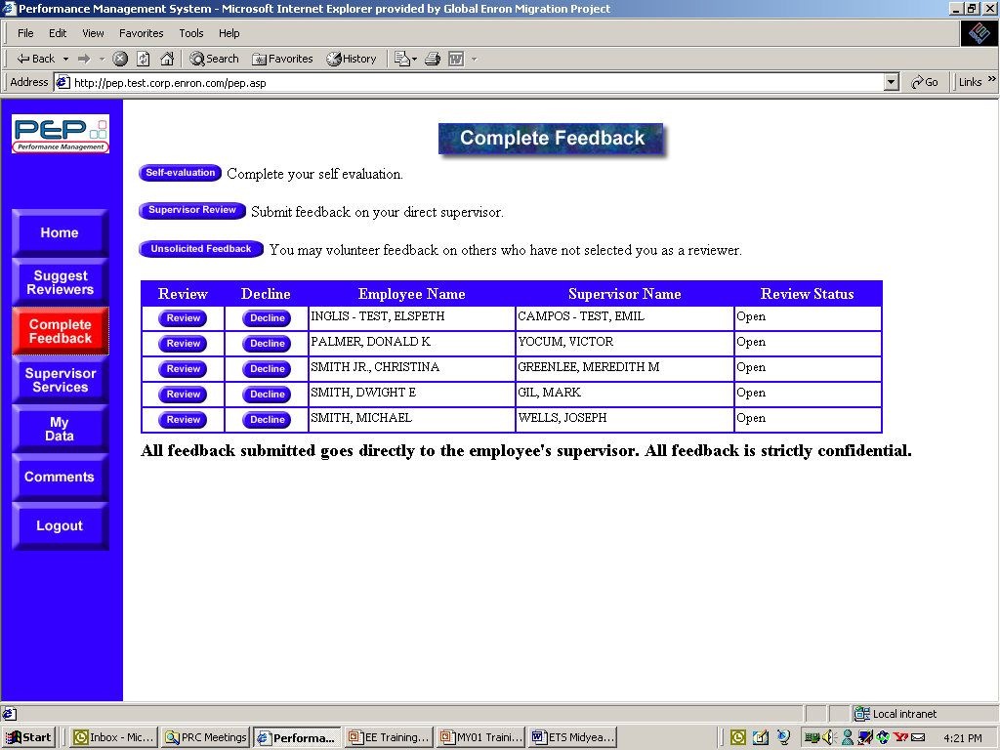 Performance Management System - Microsoft Internet Explorer provided by Global Enron Migration Project
File Edit View Favorites Tools Help
Back Search Favorites History
Address http://pep.test.corp.enron.com/pep.asp Go Links »
PEP
Performance Management
Complete Feedback
Self-evaluation Complete your self evaluation.
Supervisor Review Submit feedback on your direct supervisor.
Unsolicited Feedback You may volunteer feedback on others who have not selected you as a reviewer.
Home
Suggest
Reviewers
Complete
Feedback
Supervisor
Services
My
Data
Comments
Logout
Review Decline Employee Name Supervisor Name Review Status
Review Decline INGLIS - TEST, ELSPETH CAMPOS - TEST, EMIL Open
Review Decline PALMER, DONALD K YOCUM, VICTOR Open
Review Decline SMITH JR., CHRISTINA GREENLEE, MEREDITH M Open
Review Decline SMITH, DWIGHT E GIL, MARK Open
Review Decline SMITH, MICHAEL WELLS, JOSEPH Open
All feedback submitted goes directly to the employee's supervisor. All feedback is strictly confidential.
Local intranet
Start Inbox - Mic... PRC Meetings Performa... EE Training... MY01 Traini... ETS Midyea... 4:21 PM